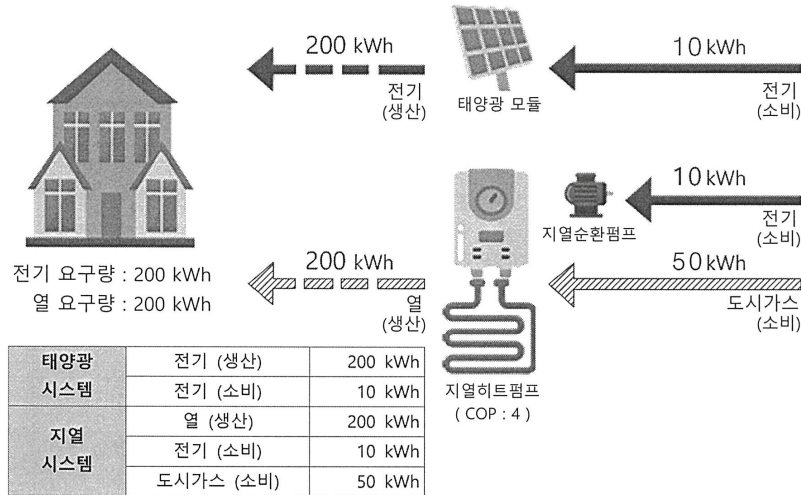 200 kWh
전기
(생산)
태양광 모듈
10 kWh
전기
(소비)
10 kWh
전기
(소비)
지열순환펌프
전기 요구량 : 200 kWh
열 요구량 : 200 kWh
200 kWh
열
(생산)
50 kWh
도시가스
(소비)
지열히트펌프
( COP : 4 )
태양광
시스템
전기 (생산) 200 kWh
전기 (소비) 10 kWh
지열
시스템
열 (생산) 200 kWh
전기 (소비) 10 kWh
도시가스 (소비) 50 kWh